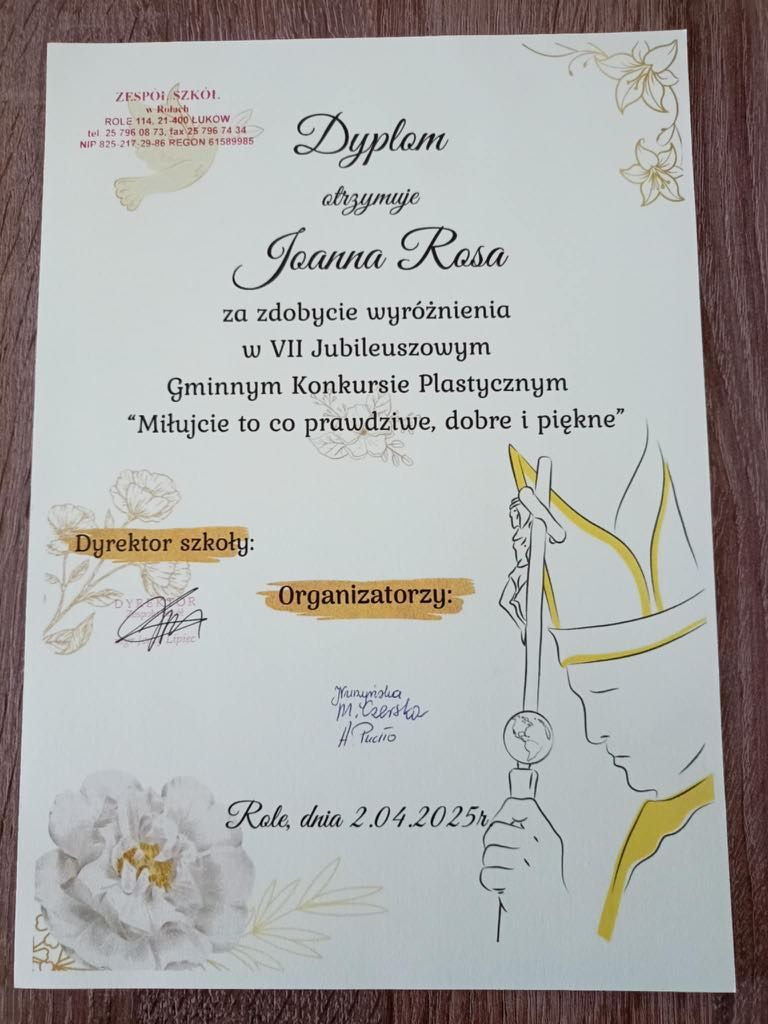 ZESPÓŁ SZKÓŁ
w Rolach
ROLE 114, 21-400 ŁUKÓW
tel. 25 796 08 73, fax 25 796 74 34
NIP 825-217-29-86 REGON 61589985
Dyplom
otrzymuje
Joanna Rosa
za zdobycie wyróżnienia
w VII Jubileuszowym
Gminnym Konkursie Plastycznym
“Miłujcie to co prawdziwe, dobre i piękne”
Dyrektor szkoły:
DYREKTOR
Lipiec
Organizatorzy:
M. Czerska
Role, dnia 2.04.2025r